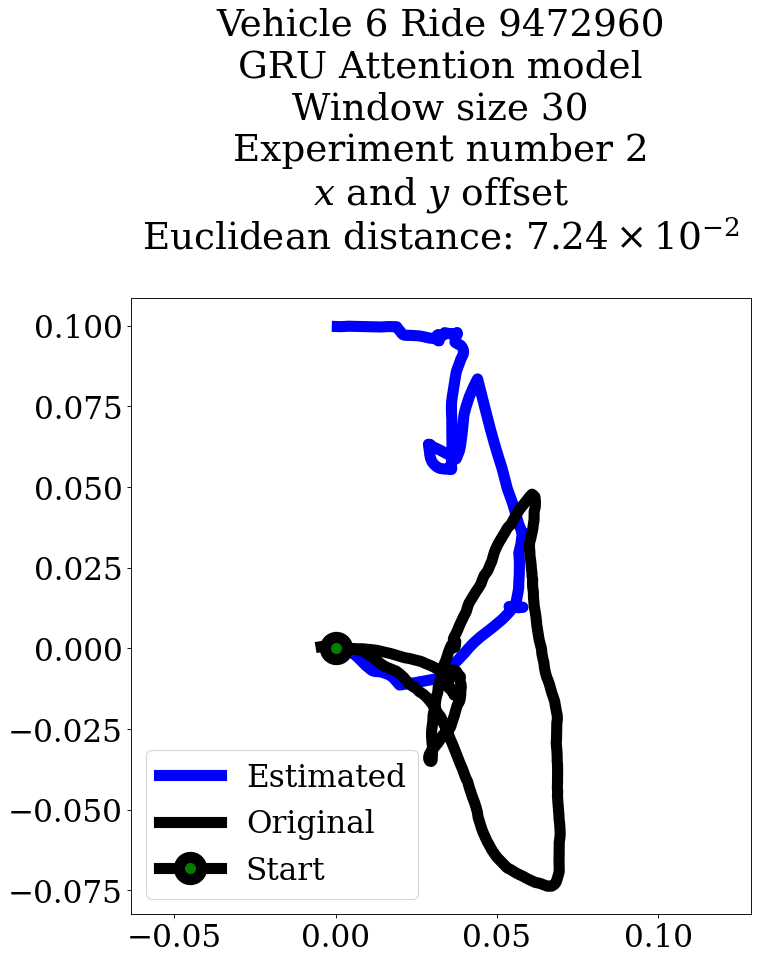 Vehicle 6 Ride 9472960
GRU Attention model
Window size 30
Experiment number 2
x and y offset
Euclidean distance: 7.24 × 10⁻²
0.100
0.075
0.050
0.025
0.000
−0.025
−0.050
−0.075
Estimated
Original
Start
−0.05 0.00 0.05 0.10